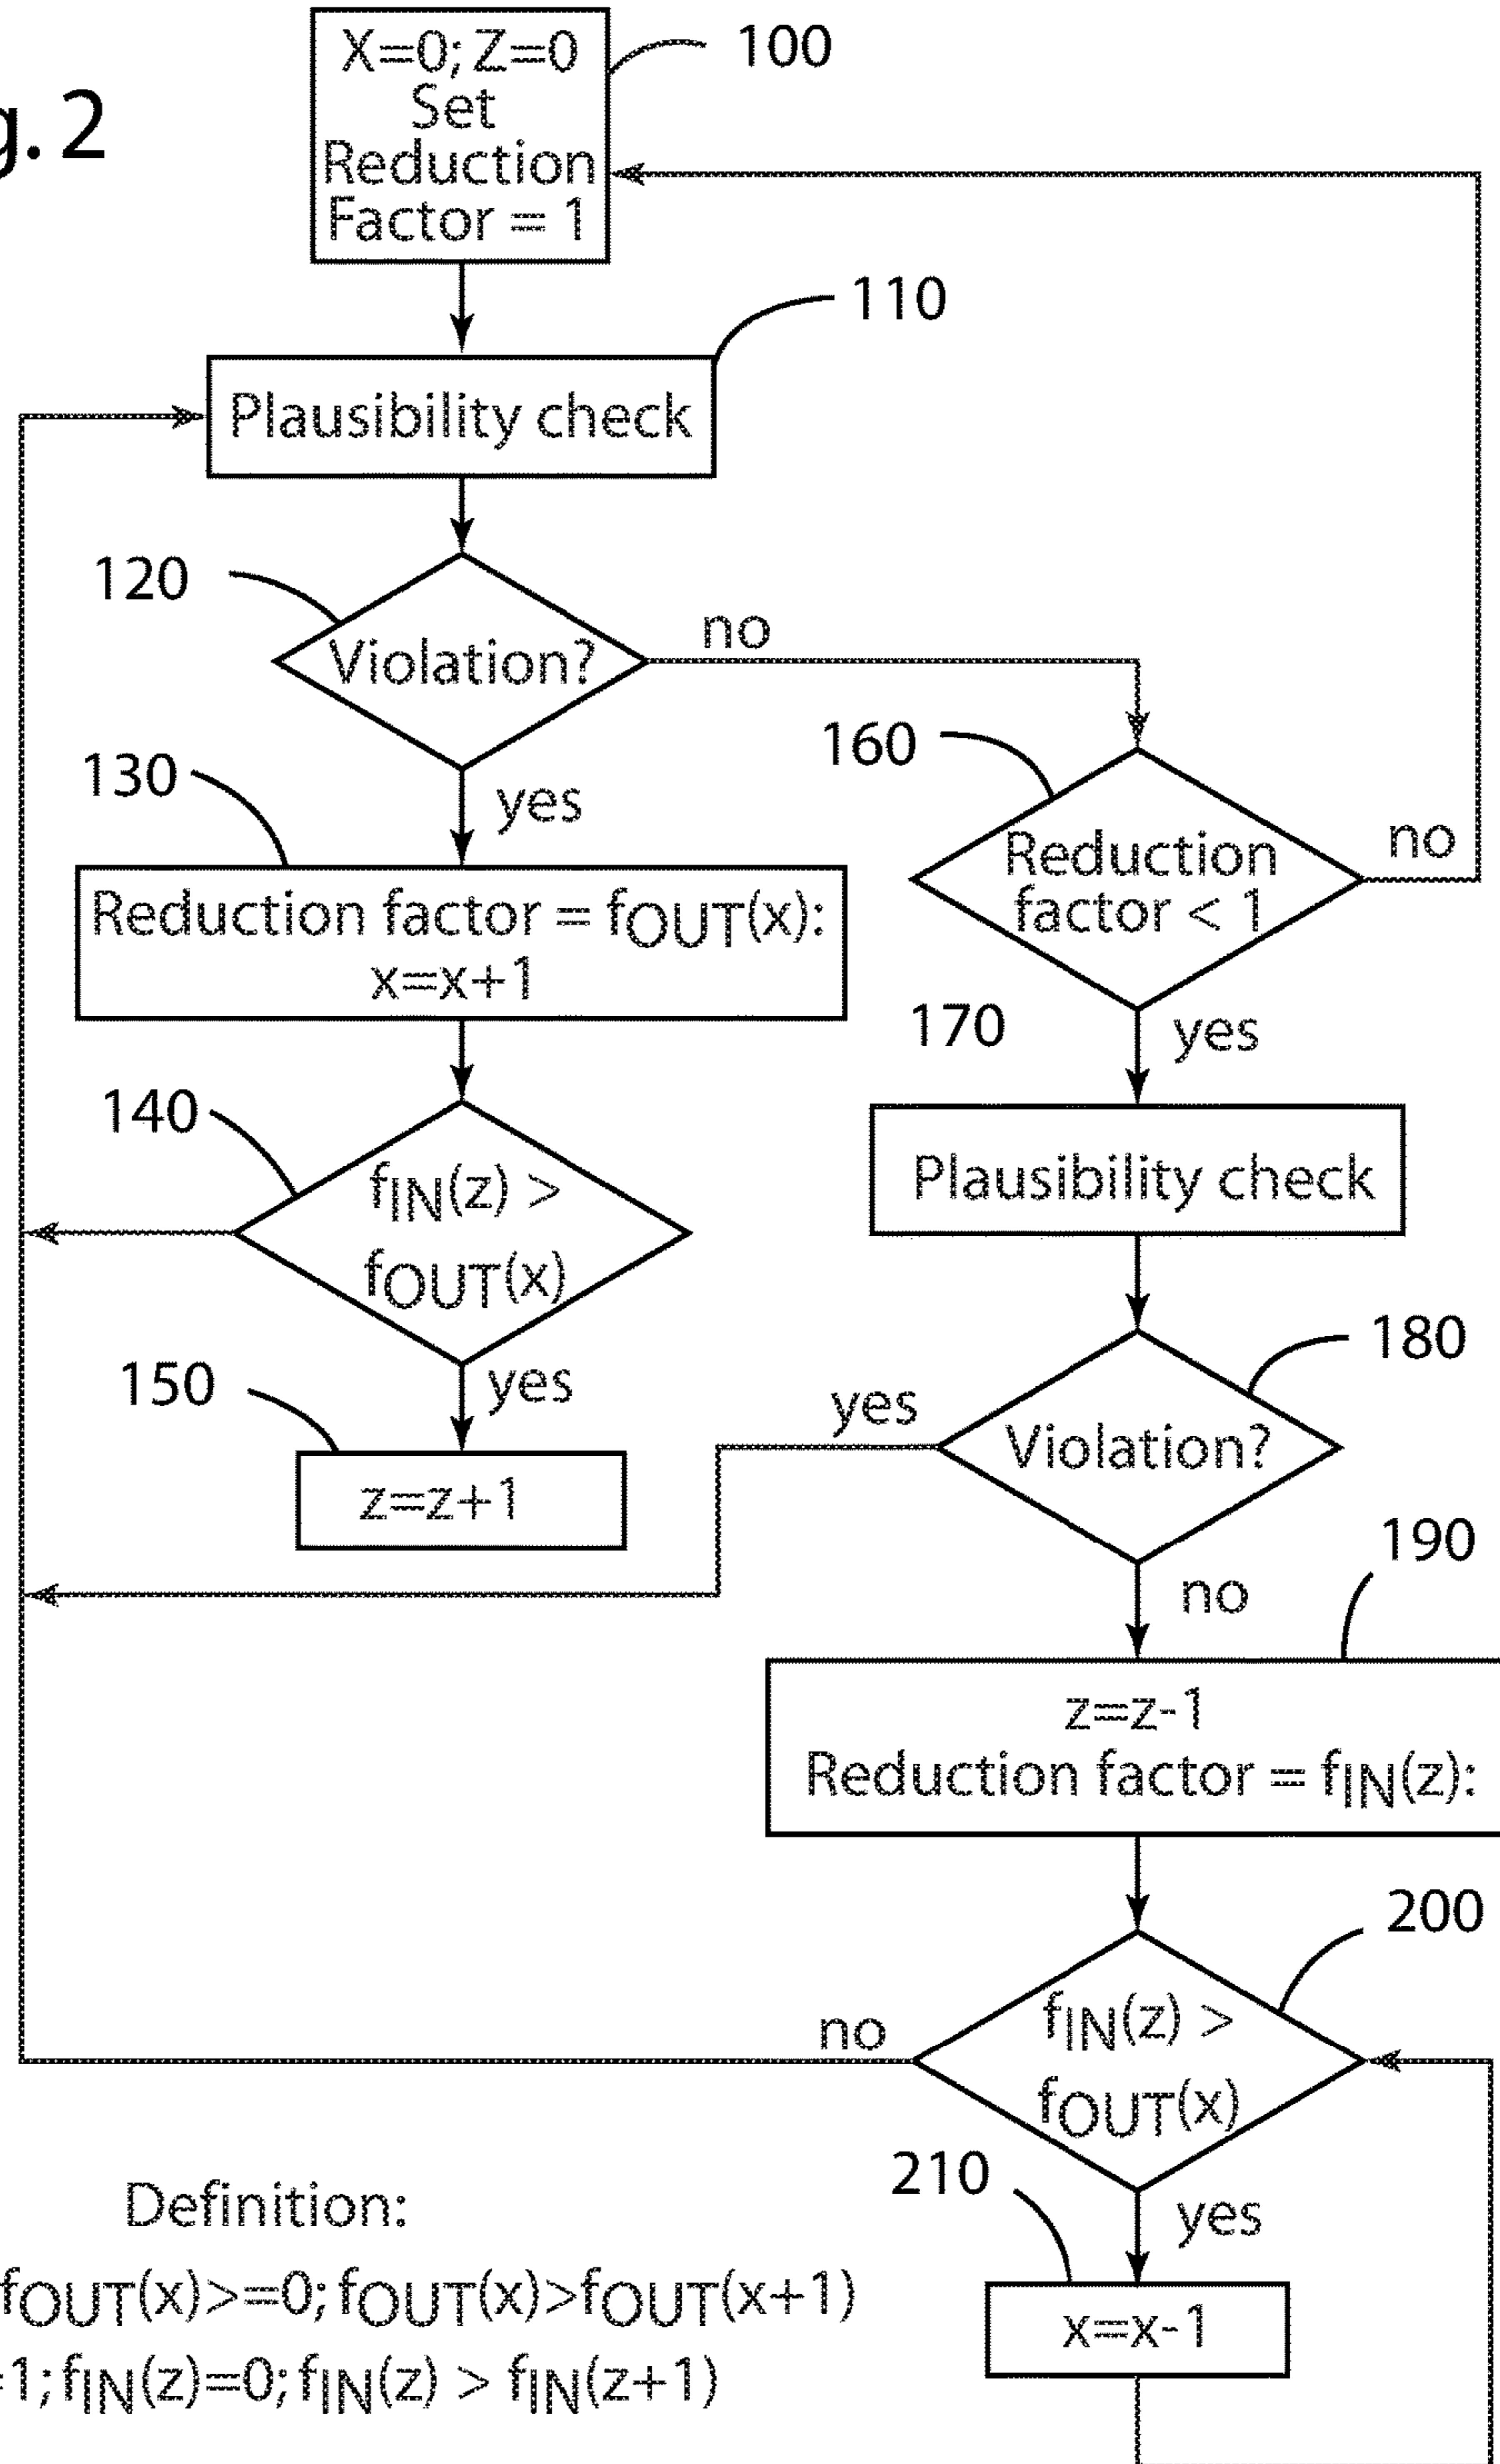 g. 2
X=0; Z=0
Set
Reduction
Factor = 1
100
110
Plausibility check
120
Violation?
no
130
yes
160
Reduction
factor < 1
no
Reduction factor = fOUT(x):
x=x+1
170
yes
140
fIN(z) >
fOUT(x)
Plausibility check
150
yes
z=z+1
180
yes
Violation?
190
no
z=z-1
Reduction factor = fIN(z):
200
no
fIN(z) >
fOUT(x)
210
yes
x=x-1
Definition:
fOUT(x)>=0; fOUT(x)>fOUT(x+1)
=1; fIN(z)=0; fIN(z) > fIN(z+1)